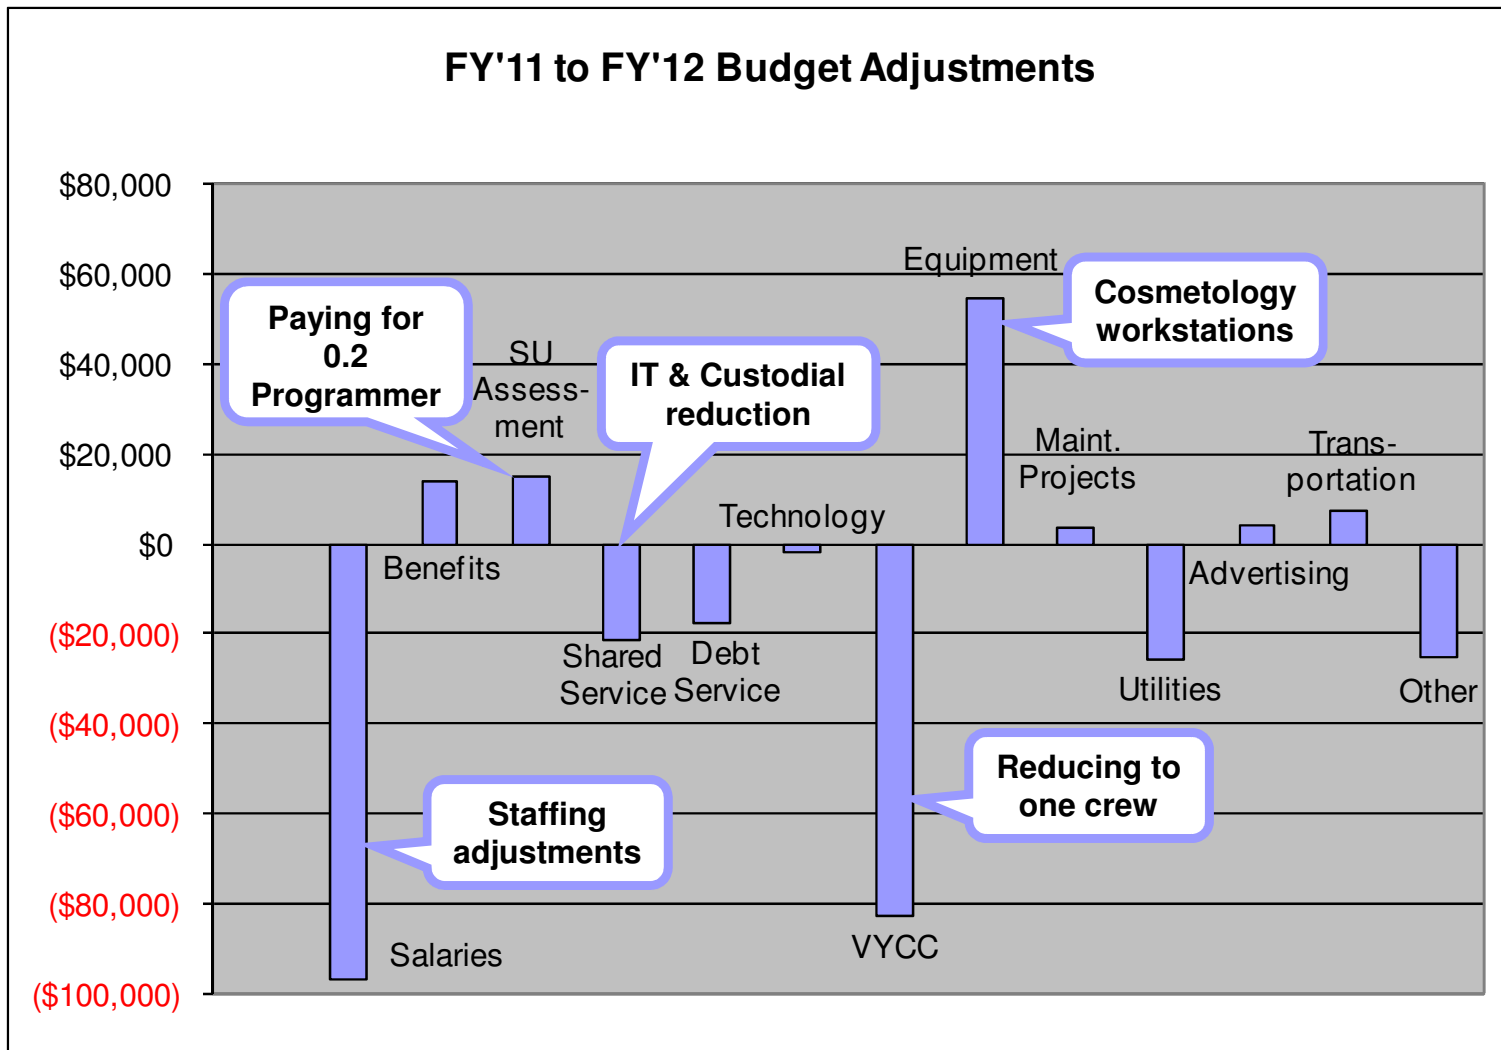 FY'11 to FY'12 Budget Adjustments
$80,000
$60,000
$40,000
$20,000
$0
($20,000)
($40,000)
($60,000)
($80,000)
($100,000)
Paying for
0.2
Programmer
SU
Assess-
ment
IT & Custodial
reduction
Equipment
Cosmetology
workstations
Maint.
Projects
Trans-
portation
Technology
Benefits
Advertising
Shared
Service
Debt
Service
Utilities
Other
Staffing
adjustments
Reducing to
one crew
Salaries
VYCC